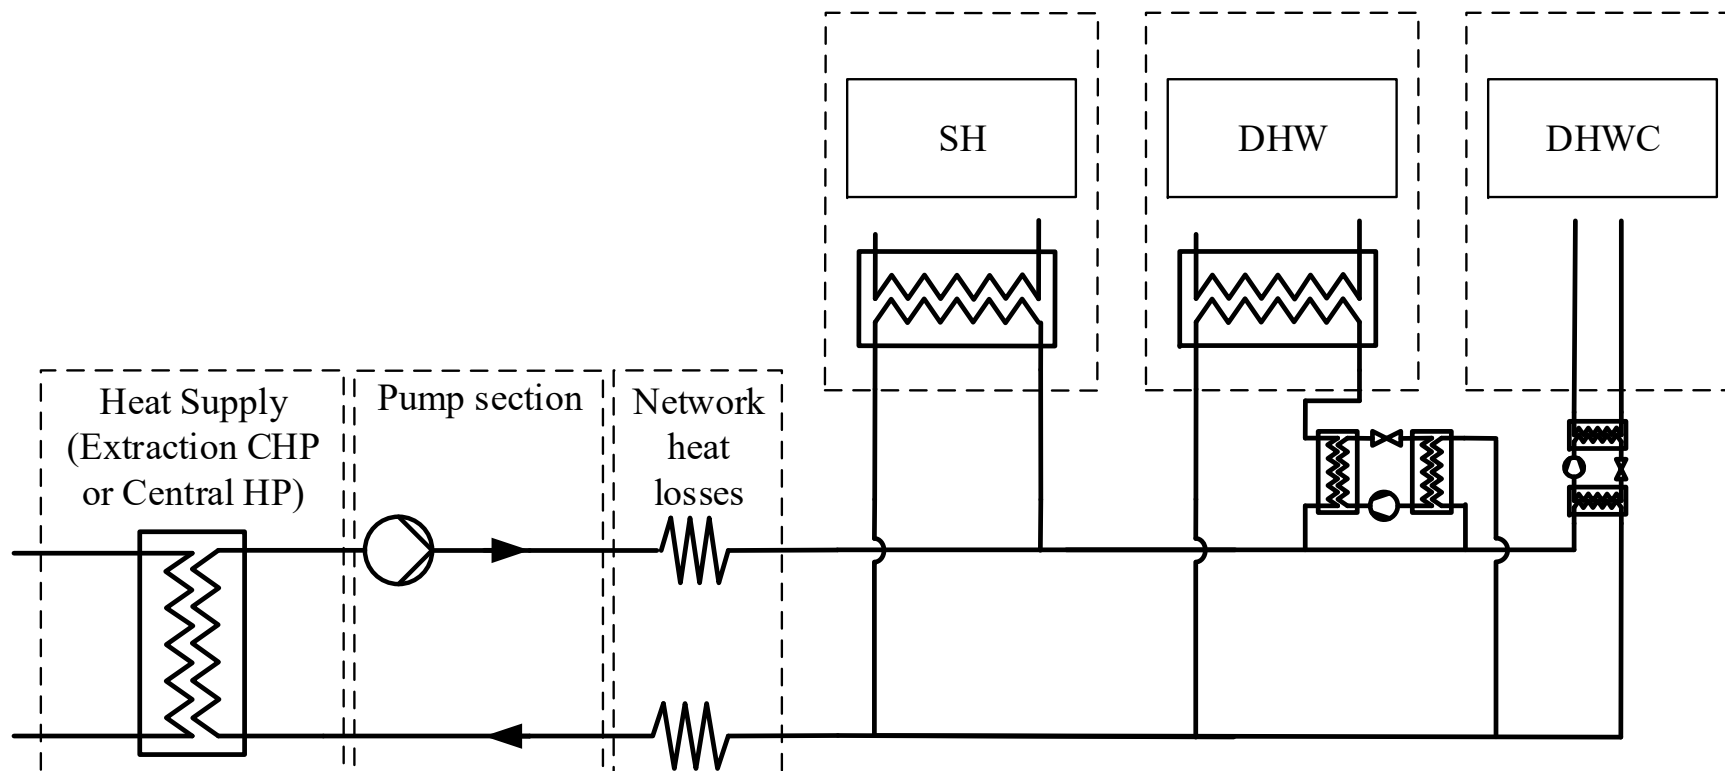 SH
DHW
DHWC
Heat Supply
(Extraction CHP
or Central HP)
Pump section
Network
heat
losses